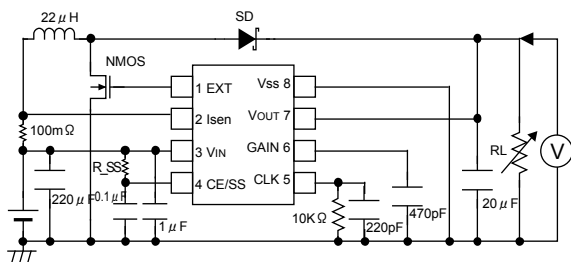 22μH
SD
NMOS
1 EXT
Vss 8
2 Isen
VOUT 7
100mΩ
3 VIN
GAIN 6
R_SS
4 CE/SS
CLK 5
RL
V
220μF
0.1μF
1μF
10KΩ
220pF
470pF
20μF